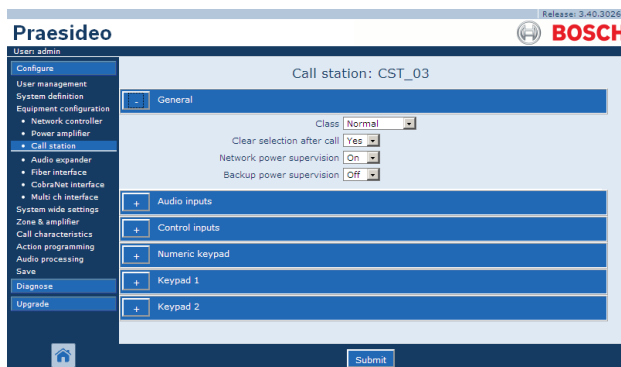 Release: 3.40.3026
Praesideo
BOSCH
User: admin
Configure
User management
System definition
Equipment configuration
• Network controller
• Power amplifier
• Call station
• Audio expander
• Fiber interface
• CobraNet interface
• Multi ch interface
System wide settings
Zone & amplifier
Call characteristics
Action programming
Audio processing
Save
Diagnose
Upgrade
Call station: CST_03
- General
Class Normal
Clear selection after call Yes
Network power supervision On
Backup power supervision Off
+ Audio inputs
+ Control inputs
+ Numeric keypad
+ Keypad 1
+ Keypad 2
Submit